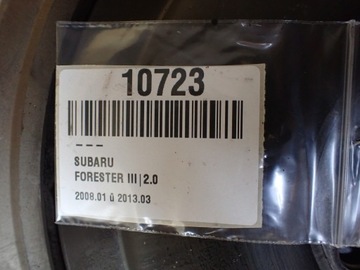 10723
---
SUBARU
FORESTER III|2.0
2008.01 û 2013.03